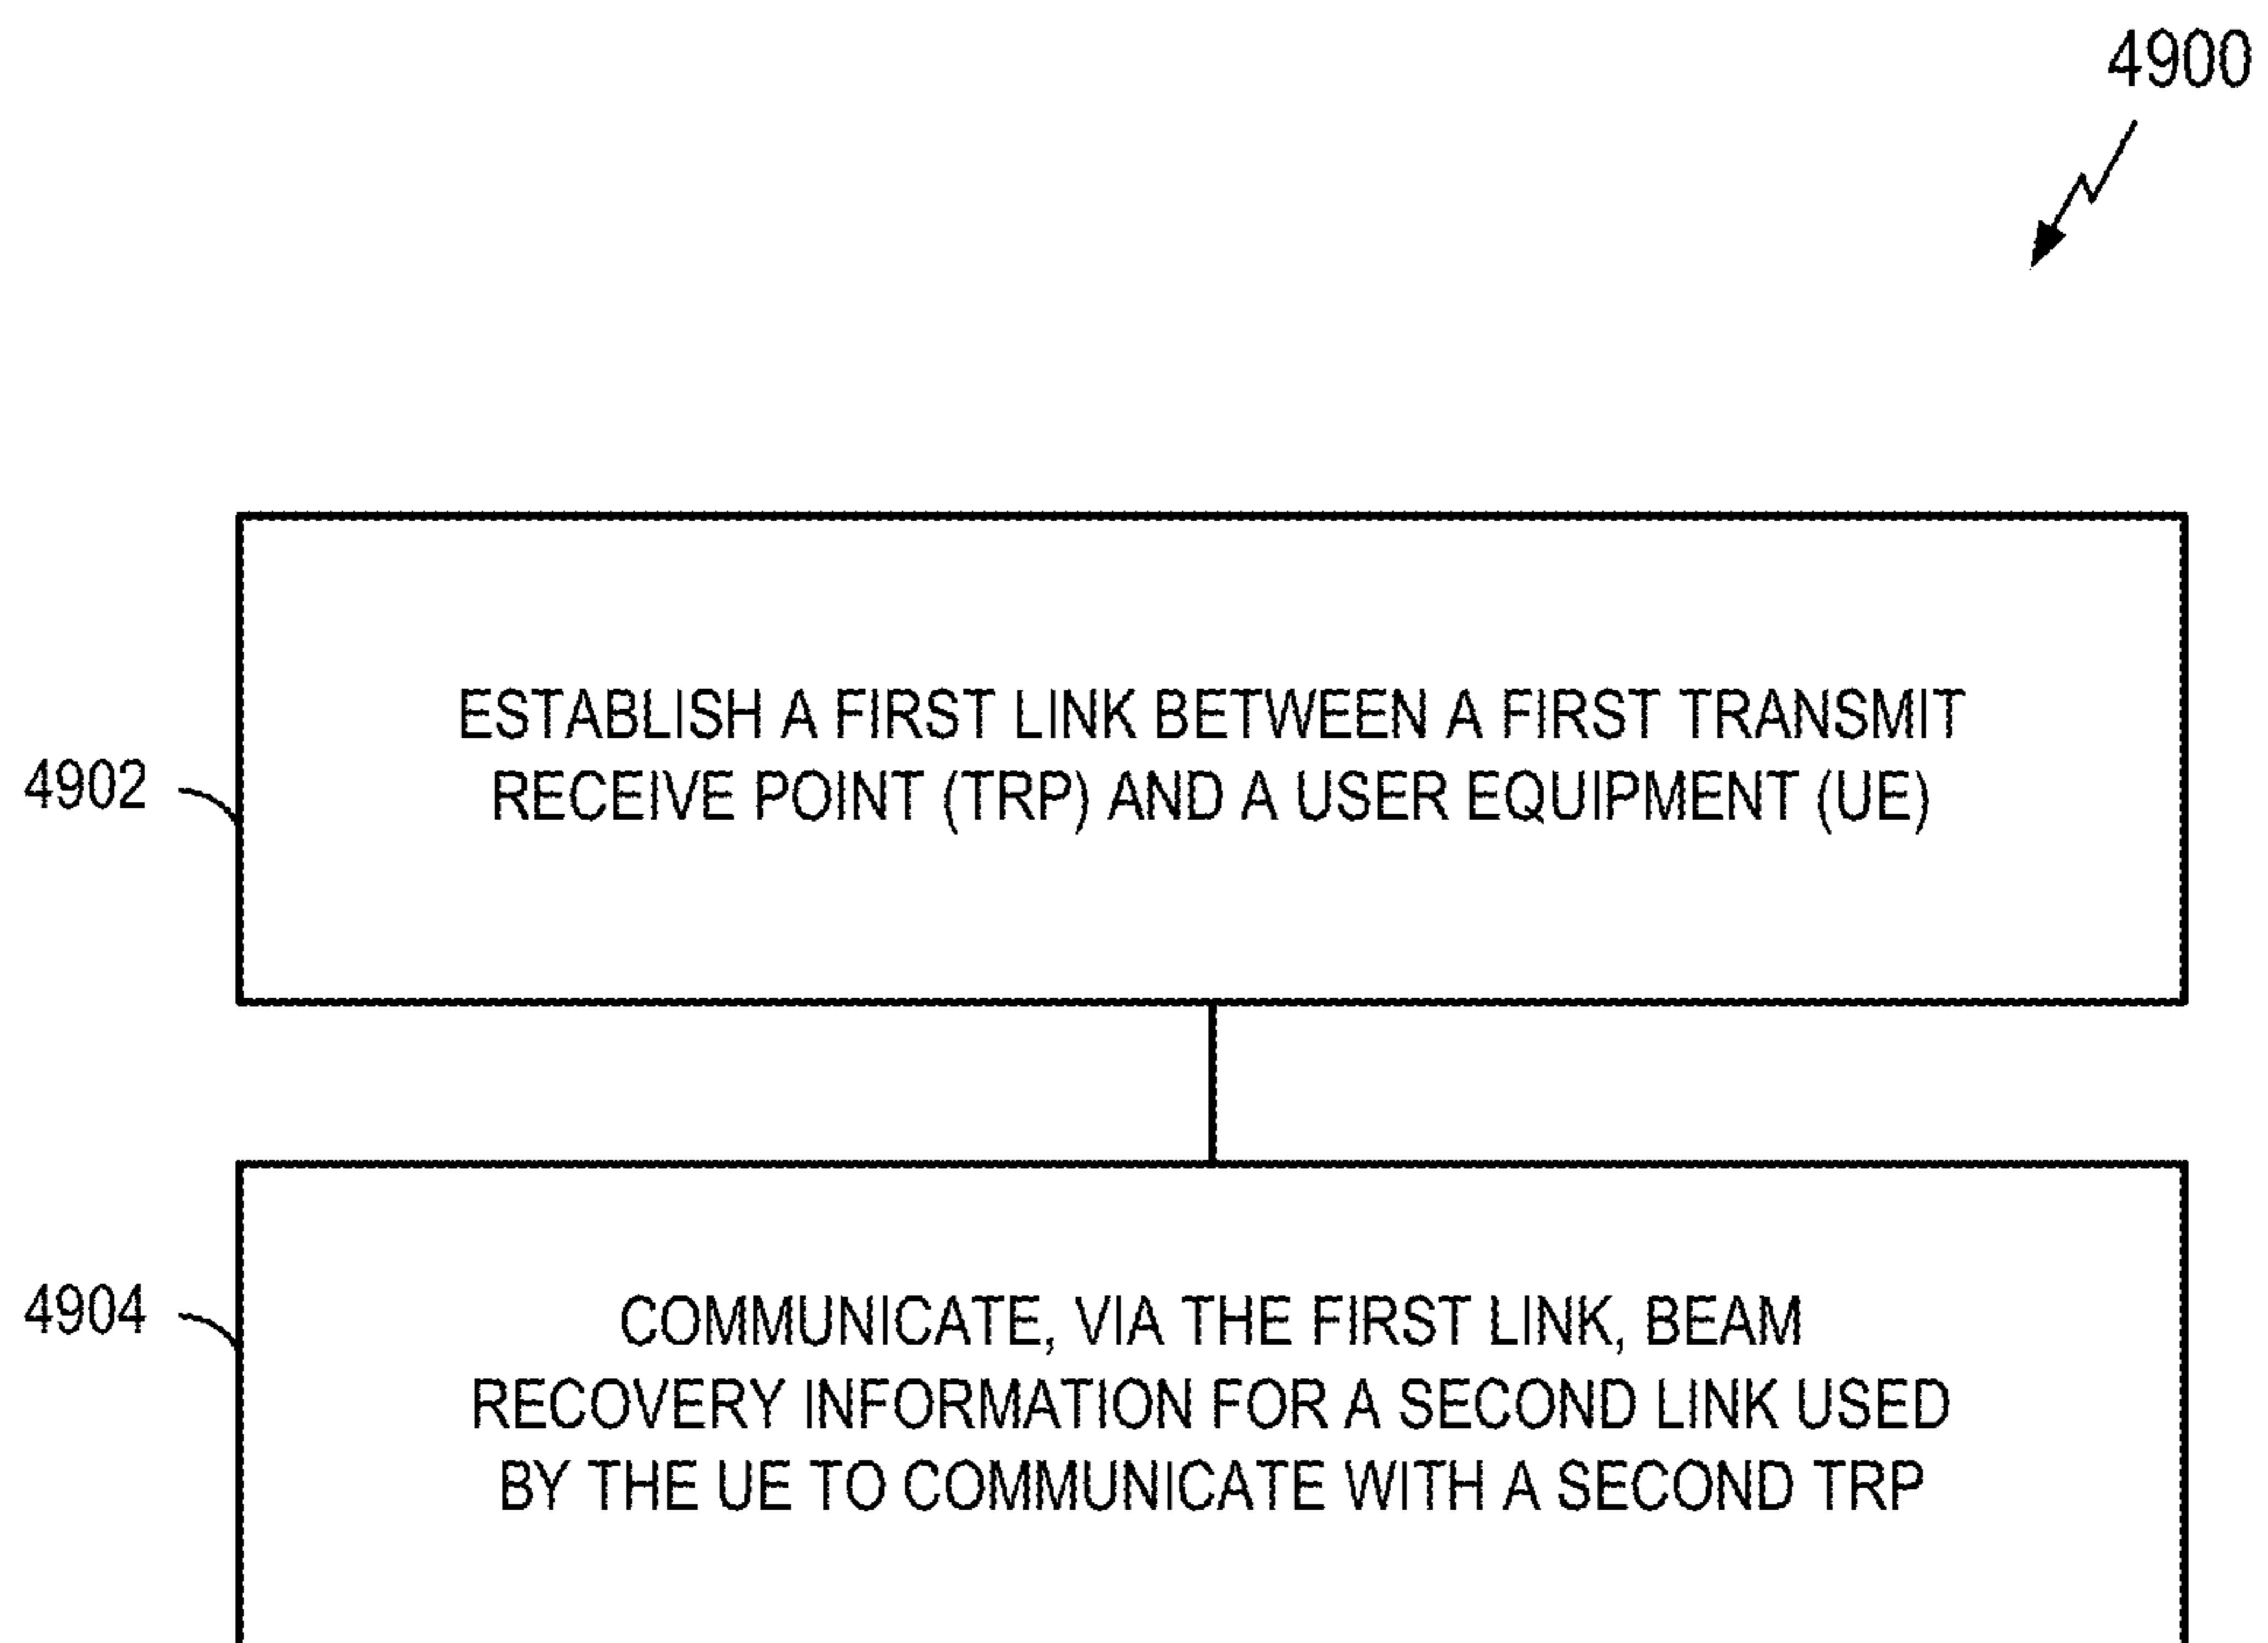 4900
ESTABLISH A FIRST LINK BETWEEN A FIRST TRANSMIT
RECEIVE POINT (TRP) AND A USER EQUIPMENT (UE)
4902
COMMUNICATE, VIA THE FIRST LINK, BEAM
RECOVERY INFORMATION FOR A SECOND LINK USED
BY THE UE TO COMMUNICATE WITH A SECOND TRP
4904